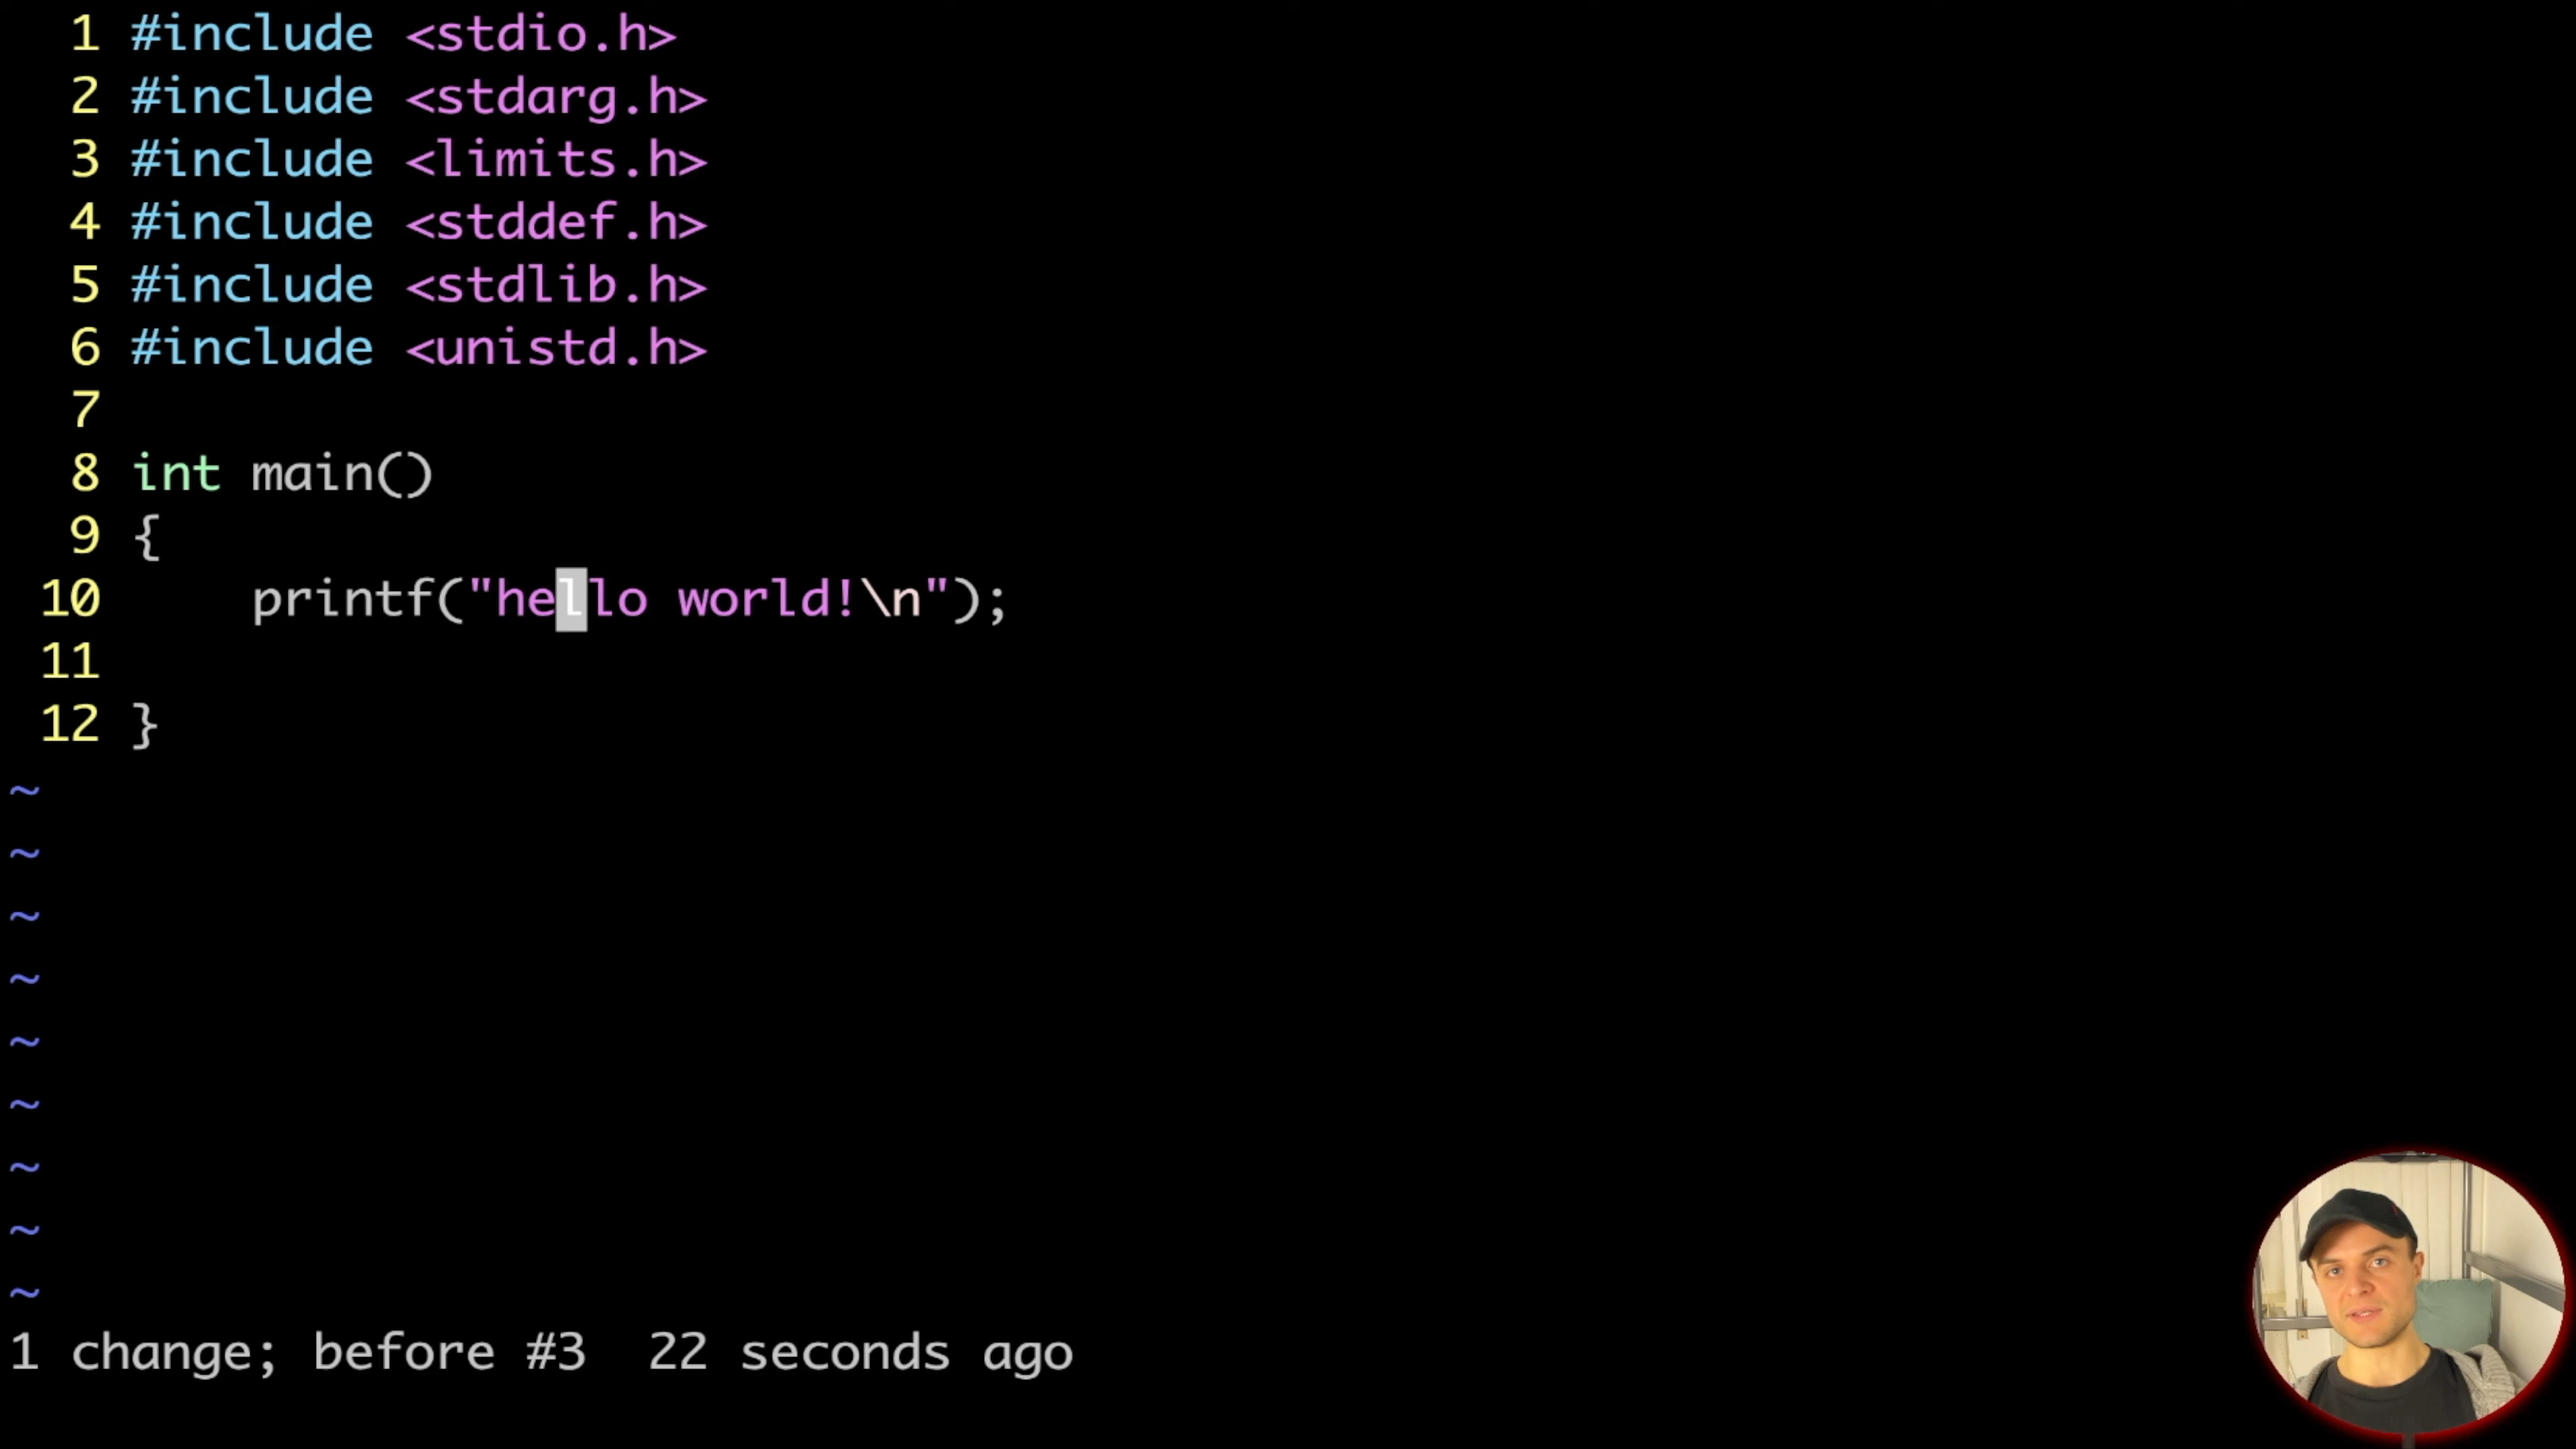 1 #include <stdio.h>
2 #include <stdarg.h>
3 #include <limits.h>
4 #include <stddef.h>
5 #include <stdlib.h>
6 #include <unistd.h>
7
8 int main()
9 {
10     printf("hello world!\n");
11
12 }
~
~
~
~
~
~
~
~
~
1 change; before #3  22 seconds ago